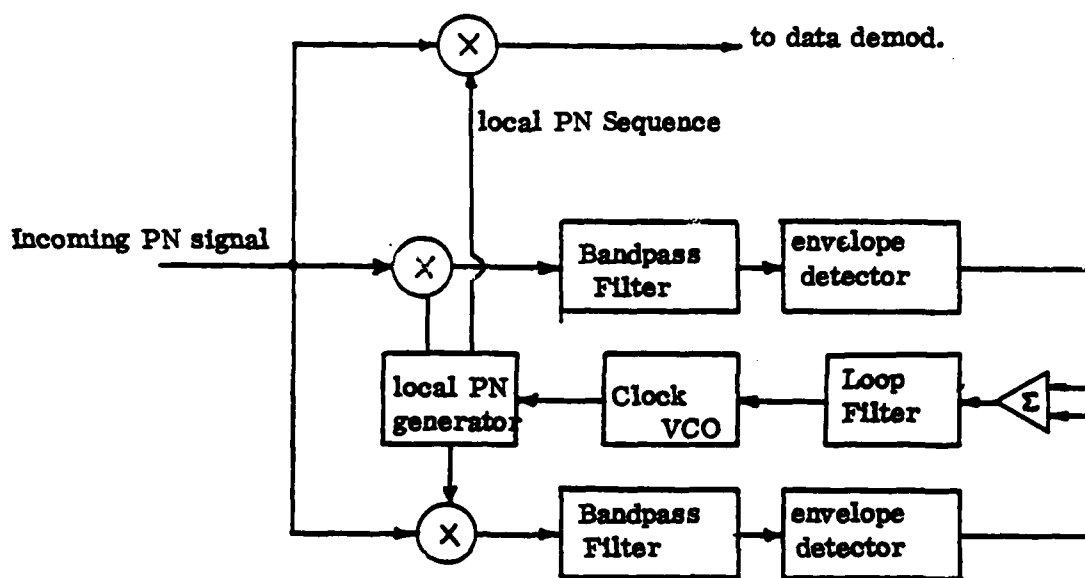 X
to data demod.
local PN Sequence
Incoming PN signal
X
Bandpass
Filter
envelope
detector
local PN
generator
Clock
VCO
Loop
Filter
Σ
X
Bandpass
Filter
envelope
detector